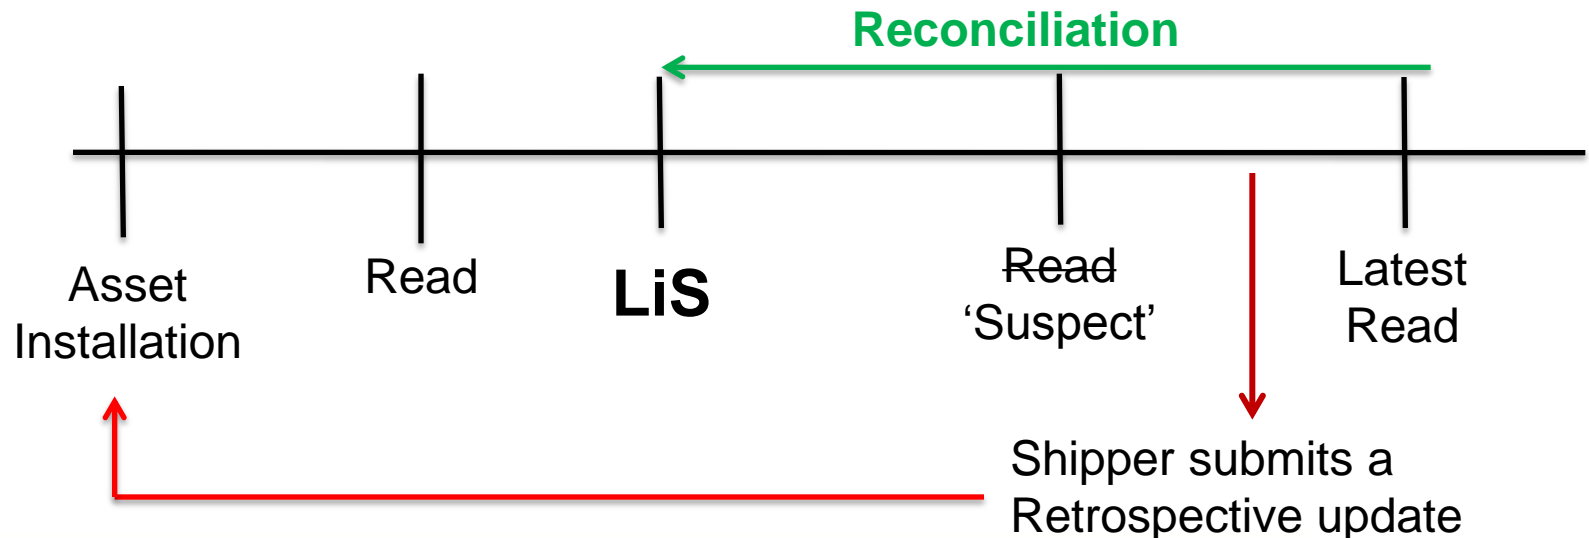 Reconciliation
Asset
Installation
Read
LiS
Read
‘Suspect’
Latest
Read
Shipper submits a
Retrospective update